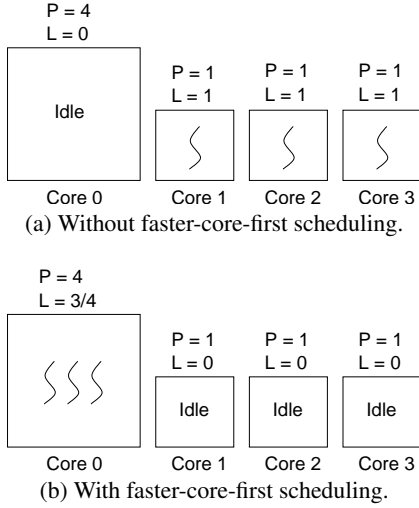 P = 4
L = 0
P = 1 P = 1 P = 1
L = 1 L = 1 L = 1
Idle
Core 0 Core 1 Core 2 Core 3
(a) Without faster-core-first scheduling.
P = 4
L = 3/4
P = 1 P = 1 P = 1
L = 0 L = 0 L = 0
Idle Idle Idle
Core 0 Core 1 Core 2 Core 3
(b) With faster-core-first scheduling.